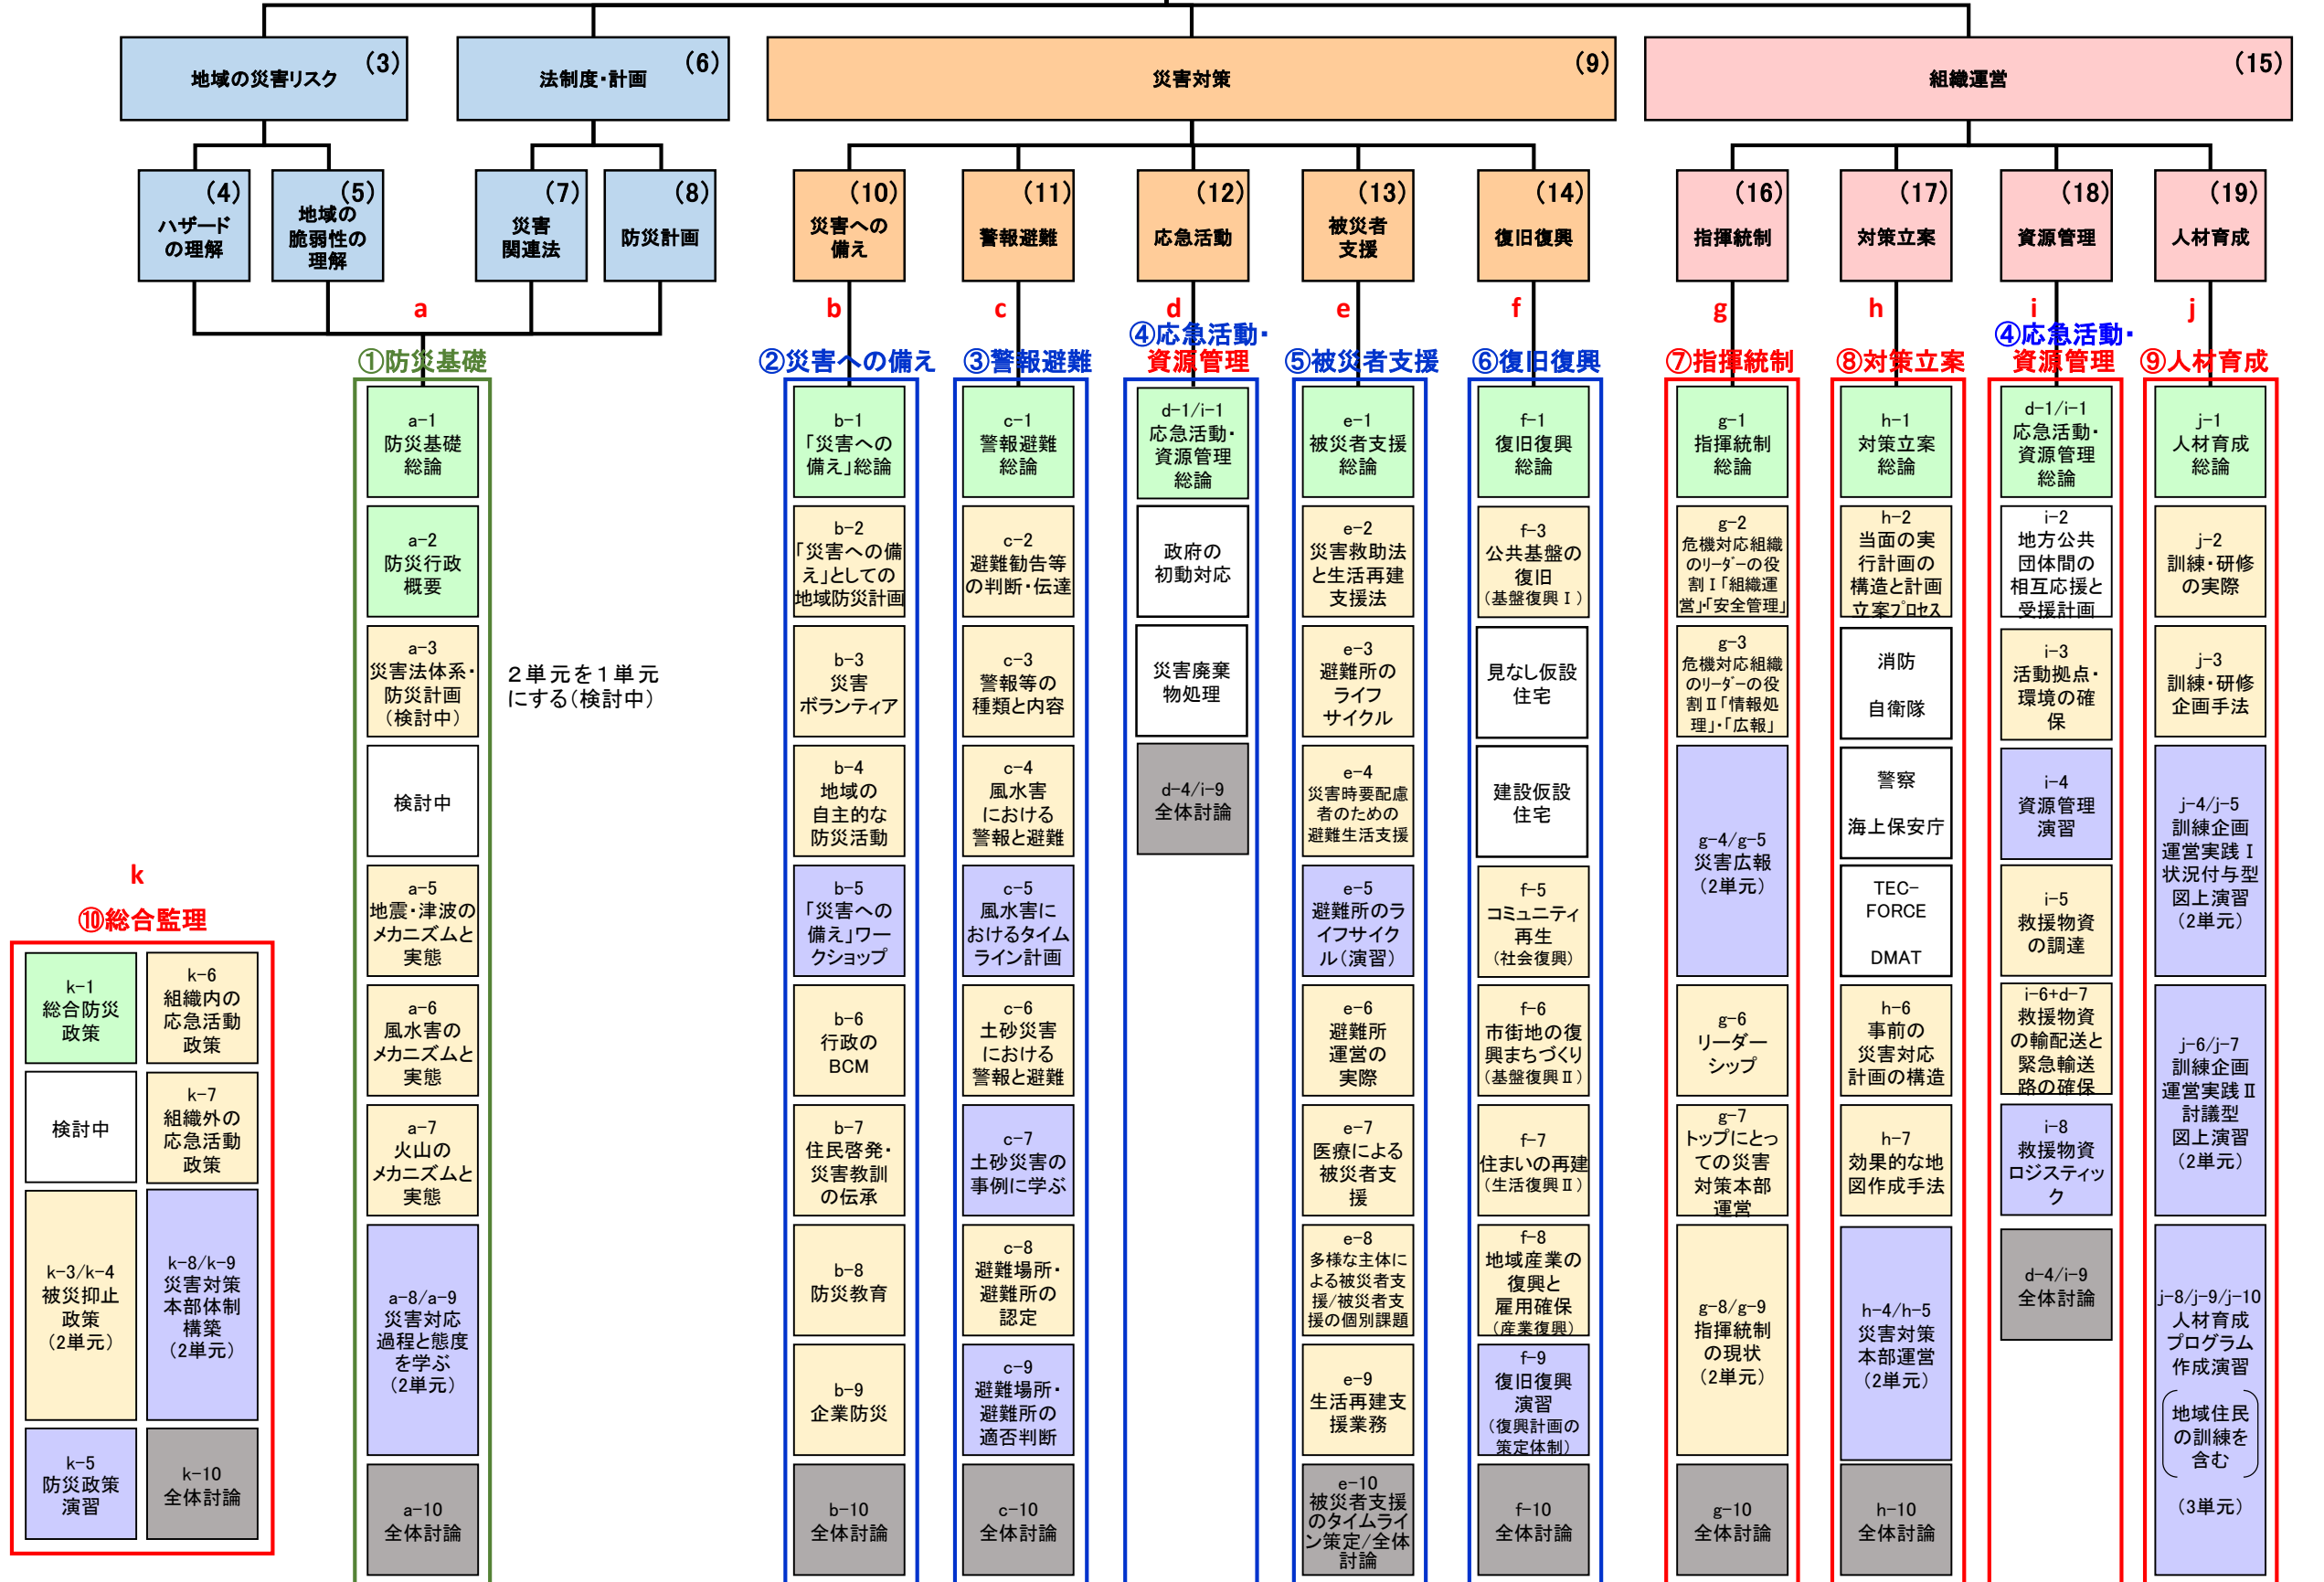 地域の災害リスク
(3)
法制度・計画
(6)
災害対策
(9)
組織運営
(15)
(4)
ハザード
の理解
(5)
地域の
脆弱性の
理解
(7)
災害
関連法
(8)
防災計画
(10)
災害への
備え
(11)
警報避難
(12)
応急活動
(13)
被災者
支援
(14)
復旧復興
(16)
指揮統制
(17)
対策立案
(18)
資源管理
(19)
人材育成
a
b
c
d
e
f
g
h
i
j
①防災基礎
②災害への備え
③警報避難
④応急活動・
資源管理
⑤被災者支援
⑥復旧復興
⑦指揮統制
⑧対策立案
④応急活動・
資源管理
⑨人材育成
a-1
防災基礎
総論
a-2
防災行政
概要
a-3
災害法体系・
防災計画
(検討中)
2単元を1単元
にする(検討中)
検討中
a-5
地震・津波の
メカニズムと
実態
a-6
風水害の
メカニズムと
実態
a-7
火山の
メカニズムと
実態
a-8/a-9
災害対応
過程と態度
を学ぶ
(2単元)
a-10
全体討論
b-1
「災害への
備え」総論
b-2
「災害への備
え」としての
地域防災計画
b-3
災害
ボランティア
b-4
地域の
自主的な
防災活動
b-5
「災害への
備え」ワー
クショップ
b-6
行政の
BCM
b-7
住民啓発・
災害教訓
の伝承
b-8
防災教育
b-9
企業防災
b-10
全体討論
c-1
警報避難
総論
c-2
避難勧告等
の判断・伝達
c-3
警報等の
種類と内容
c-4
風水害
における
警報と避難
c-5
風水害に
おけるタイム
ライン計画
c-6
土砂災害
における
警報と避難
c-7
土砂災害の
事例に学ぶ
c-8
避難場所・
避難所の
認定
c-9
避難場所・
避難所の
適否判断
c-10
全体討論
d-1/i-1
応急活動・
資源管理
総論
政府の
初動対応
災害廃棄
物処理
d-4/i-9
全体討論
e-1
被災者支援
総論
e-2
災害救助法
と生活再建
支援法
e-3
避難所の
ライフ
サイクル
e-4
災害時要配慮
者のための
避難生活支援
e-5
避難所のラ
イフサイク
ル(演習)
e-6
避難所
運営の
実際
e-7
医療による
被災者支
援
e-8
多様な主体に
よる被災者支
援/被災者支
援の個別課題
e-9
生活再建支
援業務
e-10
被災者支援
のタイムライ
ン策定/全体
討論
f-1
復旧復興
総論
f-3
公共基盤の
復旧
(基盤復興Ⅰ)
見なし仮設
住宅
建設仮設
住宅
f-5
コミュニティ
再生
(社会復興)
f-6
市街地の復
興まちづくり
(基盤復興Ⅱ)
f-7
住まいの再建
(生活復興Ⅱ)
f-8
地域産業の
復興と
雇用確保
(産業復興)
f-9
復旧復興
演習
(復興計画の
策定体制)
f-10
全体討論
g-1
指揮統制
総論
g-2
危機対応組織
のリーダーの役
割Ⅰ「組織運
営」・「安全管理」
g-3
危機対応組織
のリーダーの役
割Ⅱ「情報処
理」・「広報」
g-4/g-5
災害広報
(2単元)
g-6
リーダー
シップ
g-7
トップにとっ
ての災害
対策本部
運営
g-8/g-9
指揮統制
の現状
(2単元)
g-10
全体討論
h-1
対策立案
総論
h-2
当面の実
行計画の
構造と計画
立案プロセス
消防
自衛隊
警察
海上保安庁
TEC-
FORCE
DMAT
h-6
事前の
災害対応
計画の構造
h-7
効果的な地
図作成手法
h-4/h-5
災害対策
本部運営
(2単元)
h-10
全体討論
d-1/i-1
応急活動・
資源管理
総論
i-2
地方公共
団体間の
相互応援と
受援計画
i-3
活動拠点・
環境の確
保
i-4
資源管理
演習
i-5
救援物資
の調達
i-6+d-7
救援物資
の輸配送と
緊急輸送
路の確保
i-8
救援物資
ロジスティッ
ク
d-4/i-9
全体討論
j-1
人材育成
総論
j-2
訓練・研修
の実際
j-3
訓練・研修
企画手法
j-4/j-5
訓練企画
運営実践Ⅰ
状況付与型
図上演習
(2単元)
j-6/j-7
訓練企画
運営実践Ⅱ
討議型
図上演習
(2単元)
j-8/j-9/j-10
人材育成
プログラム
作成演習
地域住民
の訓練を
含む
(3単元)
k
⑩総合監理
k-1
総合防災
政策
検討中
k-3/k-4
被災抑止
政策
(2単元)
k-5
防災政策
演習
k-6
組織内の
応急活動
政策
k-7
組織外の
応急活動
政策
k-8/k-9
災害対策
本部体制
構築
(2単元)
k-10
全体討論